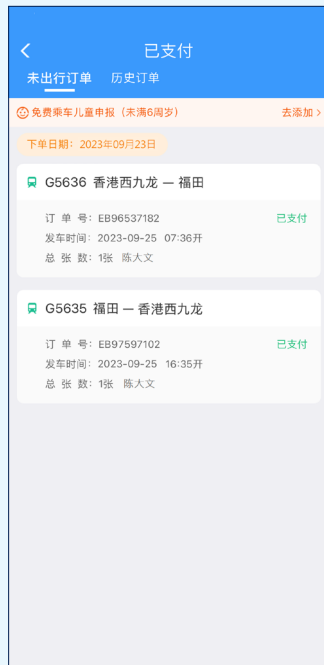 已支付
未出行订单 历史订单
免费乘车儿童申报（未满6周岁） 去添加 >
下单日期：2023年09月23日
G5636 香港西九龙 — 福田
订 单 号：EB96537182 已支付
发车时间：2023-09-25 07:36开
总 张 数：1张 陈大文
G5635 福田 — 香港西九龙
订 单 号：EB97597102 已支付
发车时间：2023-09-25 16:35开
总 张 数：1张 陈大文